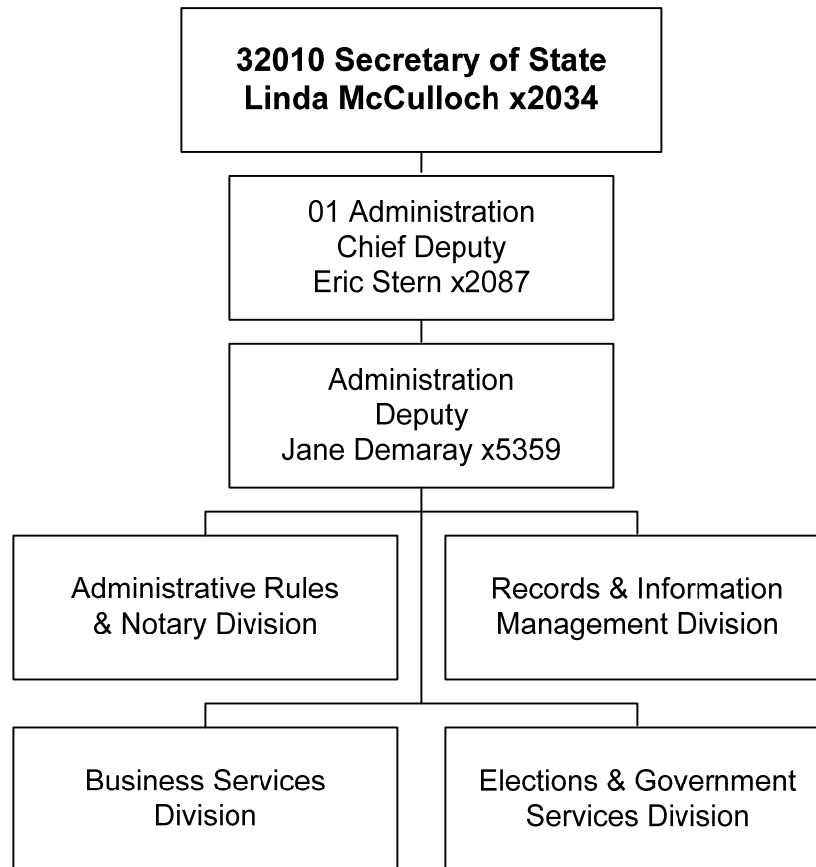 32010 Secretary of State
Linda McCulloch x2034
01 Administration
Chief Deputy
Eric Stern x2087
Administration
Deputy
Jane Demaray x5359
Administrative Rules
& Notary Division
Records & Information
Management Division
Business Services
Division
Elections & Government
Services Division